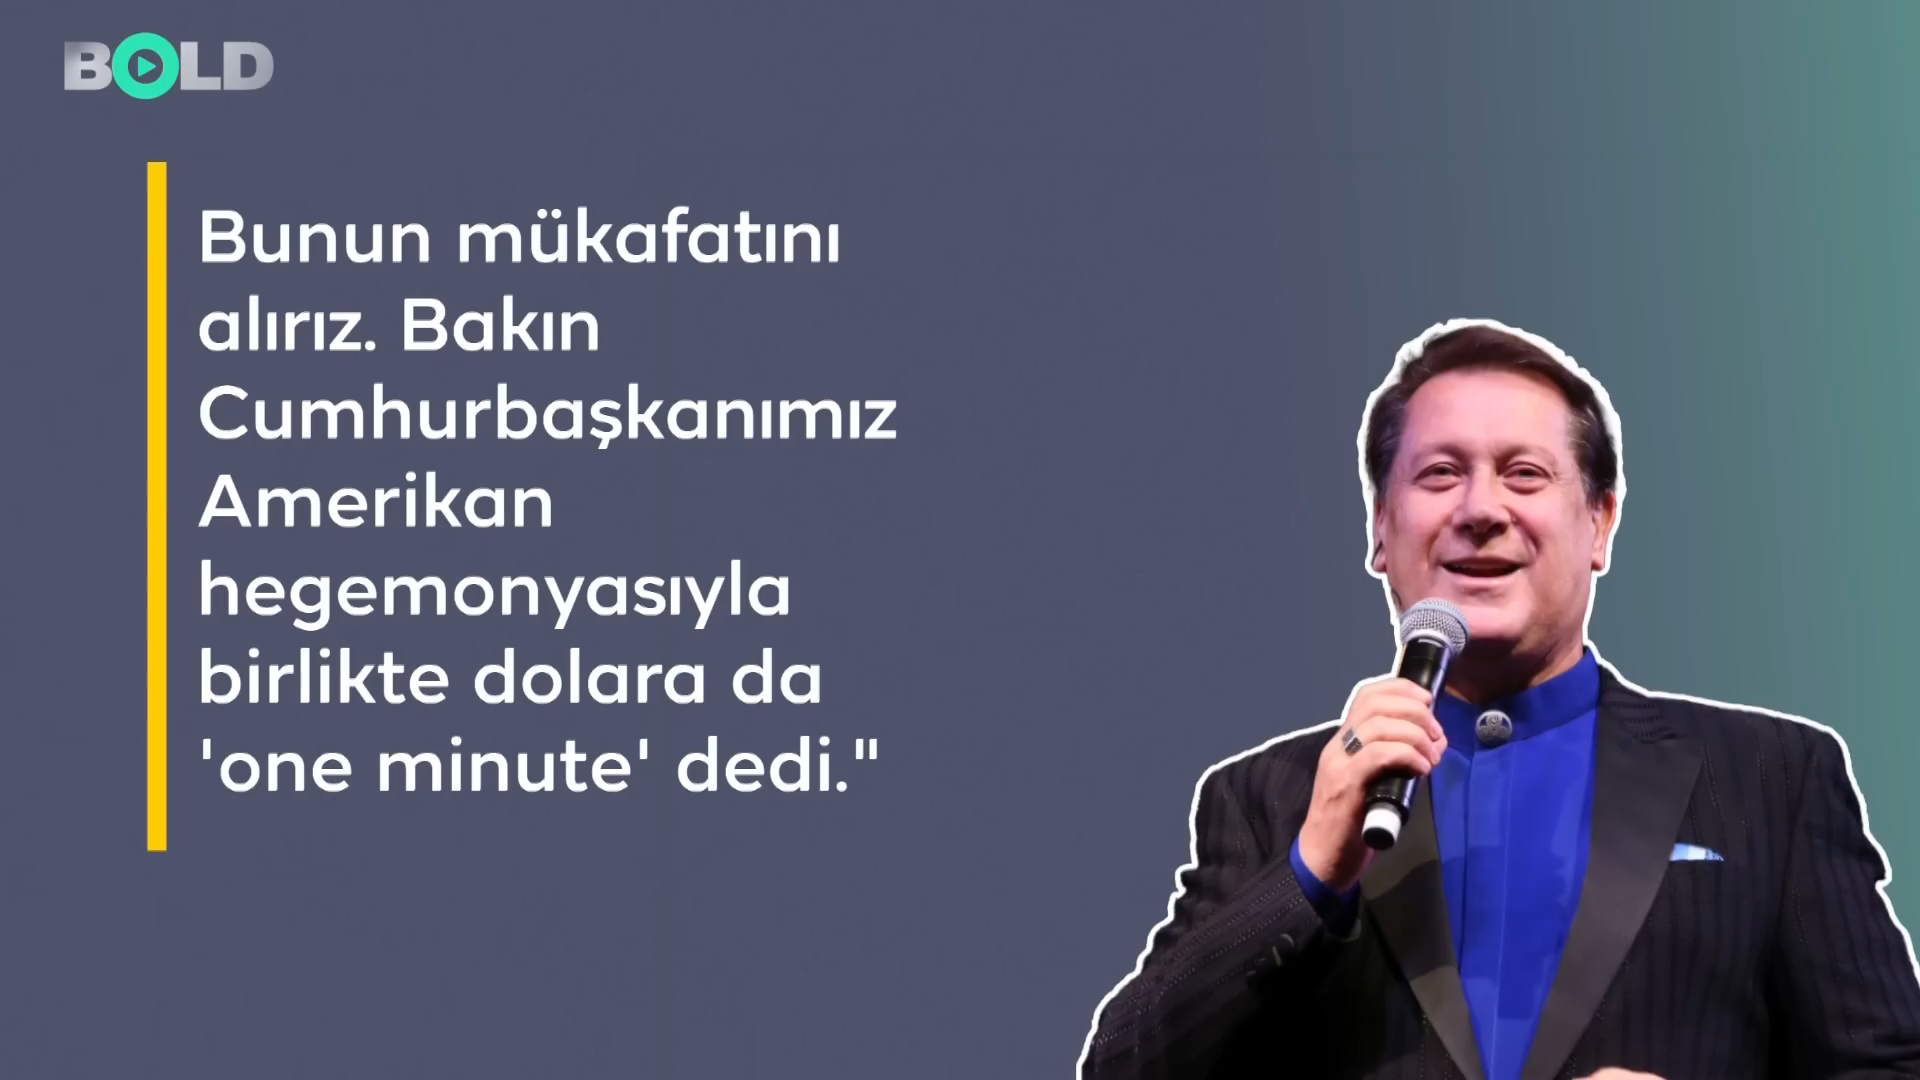 BOLD
Bunun mükafatını
alırız. Bakın
Cumhurbaşkanımız
Amerikan
hegemonyasıyla
birlikte dolara da
'one minute' dedi."